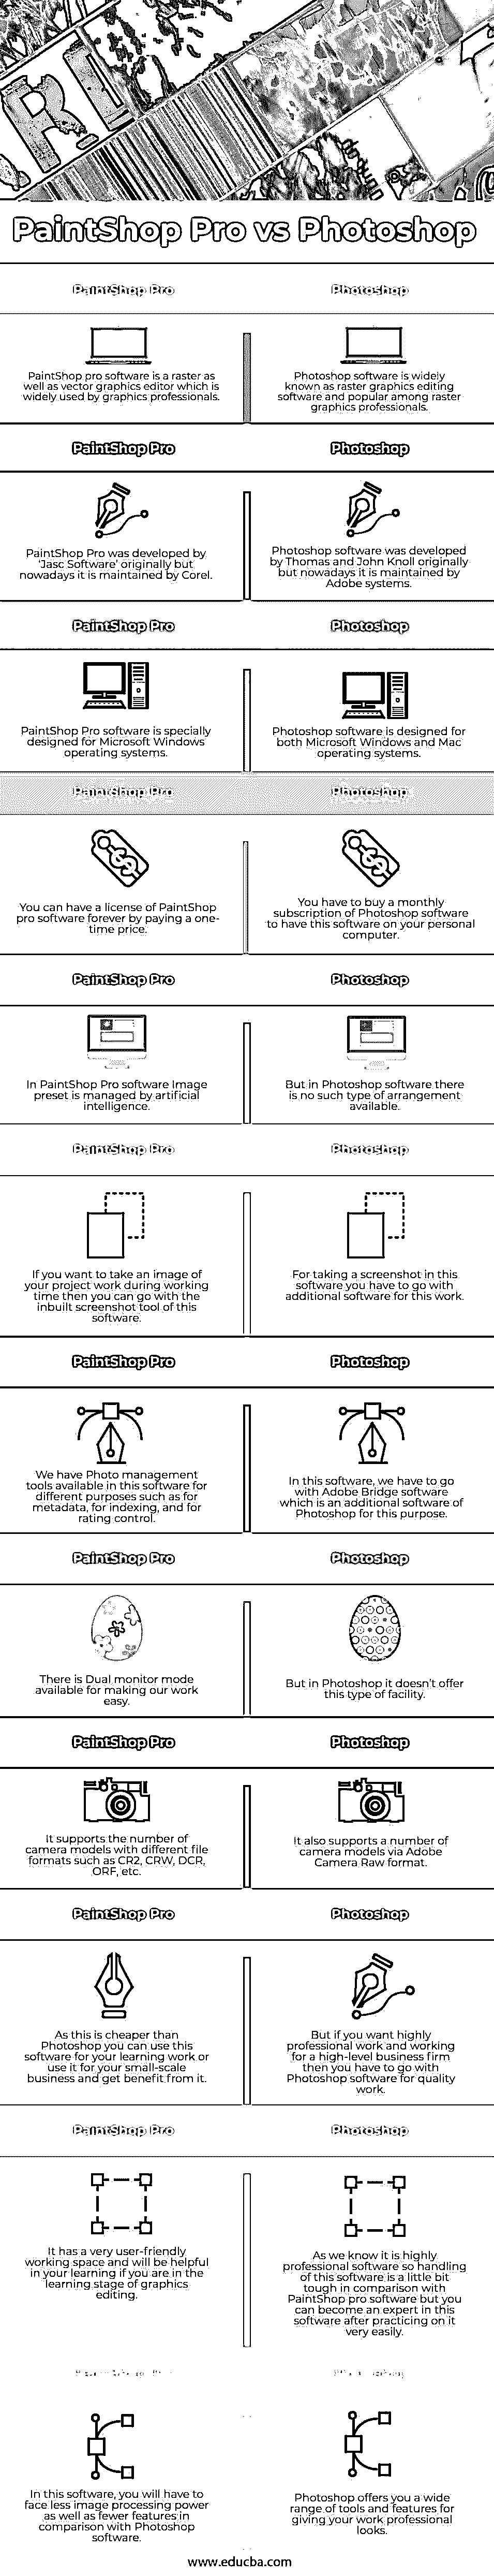 RI
PaintShop Pro vs Photoshop
PaintShop Pro
Photoshop
PaintShop pro software is a raster as
well as vector graphics editor which is
widely used by graphics professionals.
Photoshop software is widely
known as raster graphics editing
software and popular among raster
graphics professionals.
PaintShop Pro
Photoshop
PaintShop Pro was developed by
'Jasc Software' originally but
nowadays it is maintained by Corel.
Photoshop software was developed
by Thomas and John Knoll originally
but nowadays it is maintained by
Adobe systems.
PaintShop Pro
Photoshop
PaintShop Pro software is specially
designed for Microsoft Windows
operating systems.
Photoshop software is designed for
both Microsoft Windows and Mac
operating systems.
PaintShop Pro
Photoshop
You can have a license of PaintShop
pro software forever by paying a one-
time price.
You have to buy a monthly
subscription of Photoshop software
to have this software on your personal
computer.
PaintShop Pro
Photoshop
In PaintShop Pro software Image
preset is managed by artificial
intelligence.
But in Photoshop software there
is no such type of arrangement
available.
PaintShop Pro
Photoshop
If you want to take an image of
your project work during working
time then you can go with the
inbuilt screenshot tool of this
software.
For taking a screenshot in this
software you have to go with
additional software for this work.
PaintShop Pro
Photoshop
We have Photo management
tools available in this software for
different purposes such as for
metadata, for indexing, and for
rating control.
In this software, we have to go
with Adobe Bridge software
which is an additional software of
Photoshop for this purpose.
PaintShop Pro
Photoshop
There is Dual monitor mode
available for making our work
easy.
But in Photoshop it doesn't offer
this type of facility.
PaintShop Pro
Photoshop
It supports the number of
camera models with different file
formats such as CR2, CRW, DCR,
ORF, etc.
It also supports a number of
camera models via Adobe
Camera Raw format.
PaintShop Pro
Photoshop
As this is cheaper than
Photoshop you can use this
software for your learning work or
use it for your small-scale
business and get benefit from it.
But if you want highly
professional work and working
for a high-level business firm
then you have to go with
Photoshop software for quality
work.
PaintShop Pro
Photoshop
It has a very user-friendly
working space and will be helpful
in your learning if you are in the
learning stage of graphics
editing.
As we know it is highly
professional software so handling
of this software is a little bit
tough in comparison with
PaintShop pro software but you
can become an expert in this
software after practicing on it
very easily.
In this software, you will have to
face less image processing power
as well as fewer features in
comparison with Photoshop
software.
Photoshop offers you a wide
range of tools and features for
giving your work professional
looks.
www.educba.com